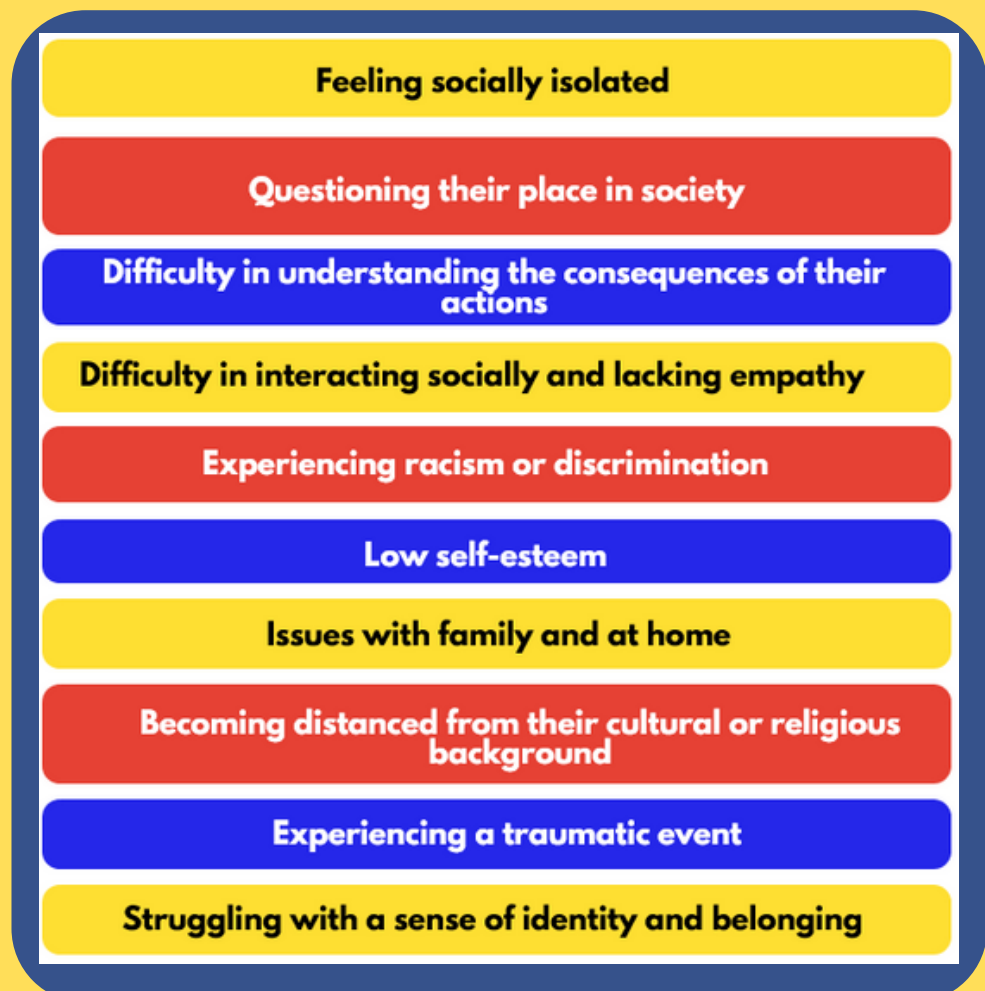 Feeling socially isolated
Questioning their place in society
Difficulty in understanding the consequences of their
actions
Difficulty in interacting socially and lacking empathy
Experiencing racism or discrimination
Low self-esteem
Issues with family and at home
Becoming distanced from their cultural or religious
background
Experiencing a traumatic event
Struggling with a sense of identity and belonging